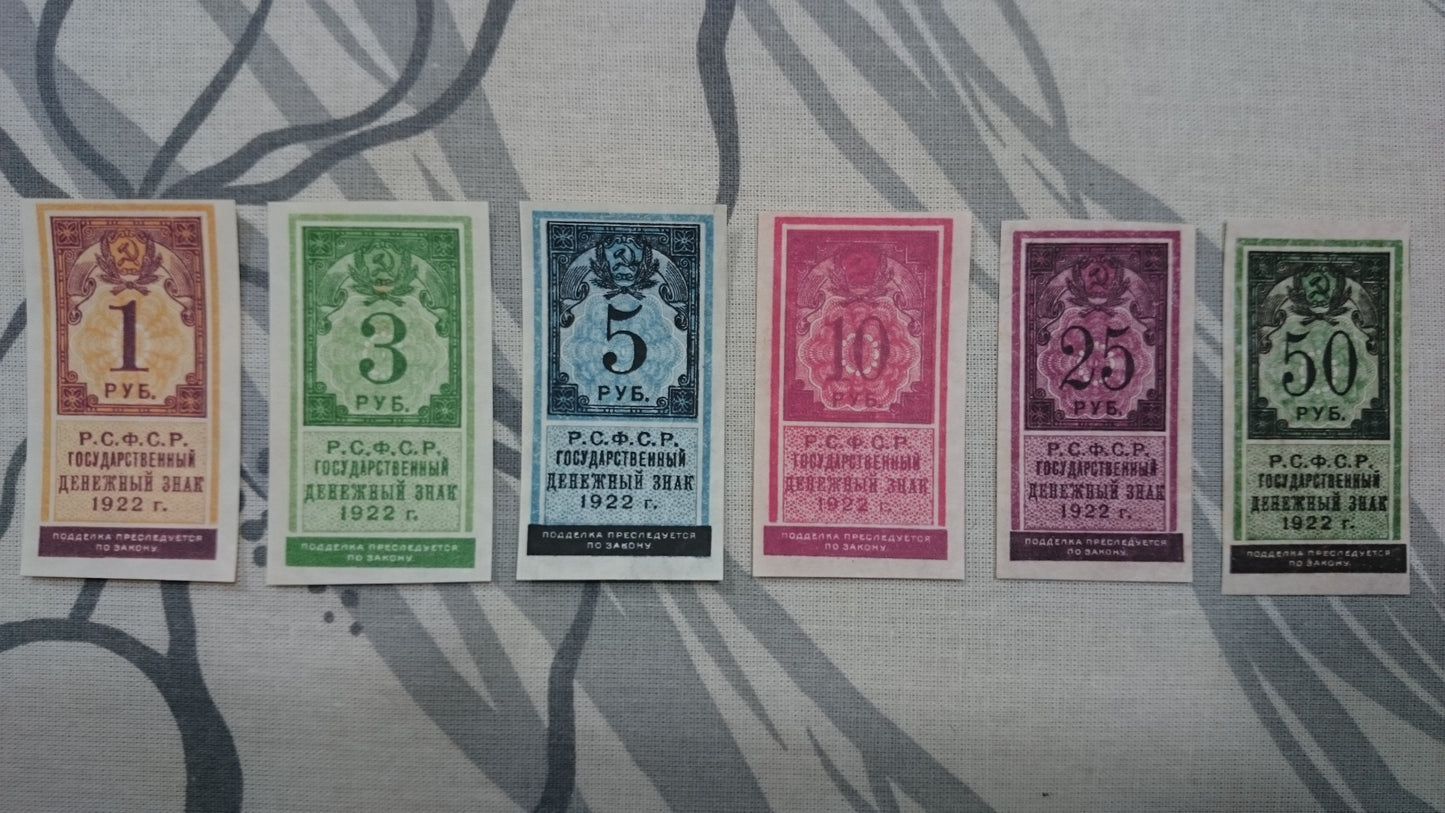 1
РУБ.
Р.С.Ф.С.Р.
ГОСУДАРСТВЕННЫЙ
ДЕНЕЖНЫЙ ЗНАК
1922 г.
ПОДДЕЛКА ПРЕСЛЕДУЕТСЯ
ПО ЗАКОНУ.
3
РУБ.
Р.С.Ф.С.Р.
ГОСУДАРСТВЕННЫЙ
ДЕНЕЖНЫЙ ЗНАК
1922 г.
ПОДДЕЛКА ПРЕСЛЕДУЕТСЯ
ПО ЗАКОНУ.
5
РУБ.
Р.С.Ф.С.Р.
ГОСУДАРСТВЕННЫЙ
ДЕНЕЖНЫЙ ЗНАК
1922 г.
ПОДДЕЛКА ПРЕСЛЕДУЕТСЯ
ПО ЗАКОНУ.
10
РУБ.
Р.С.Ф.С.Р.
ГОСУДАРСТВЕННЫЙ
ДЕНЕЖНЫЙ ЗНАК
1922 г.
ПОДДЕЛКА ПРЕСЛЕДУЕТСЯ
ПО ЗАКОНУ.
25
РУБ.
Р.С.Ф.С.Р.
ГОСУДАРСТВЕННЫЙ
ДЕНЕЖНЫЙ ЗНАК
1922 г.
ПОДДЕЛКА ПРЕСЛЕДУЕТСЯ
ПО ЗАКОНУ.
50
РУБ.
Р.С.Ф.С.Р.
ГОСУДАРСТВЕННЫЙ
ДЕНЕЖНЫЙ ЗНАК
1922 г.
ПОДДЕЛКА ПРЕСЛЕДУЕТСЯ
ПО ЗАКОНУ.